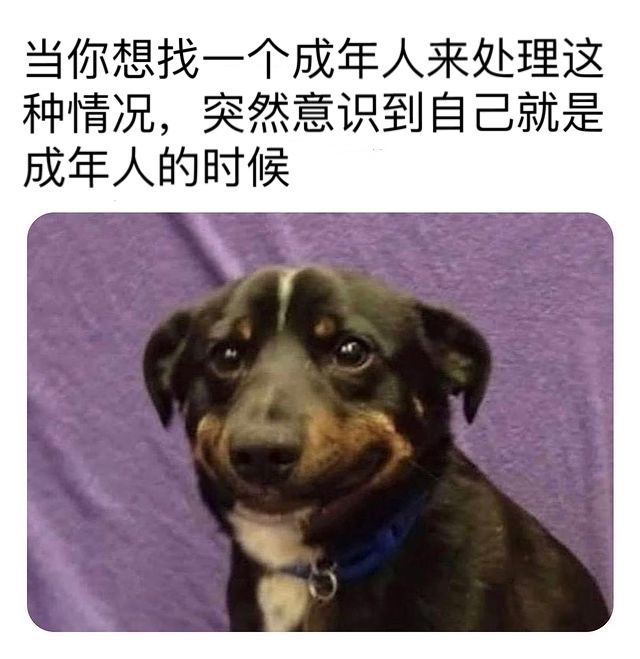 当你想找一个成年人来处理这
种情况，突然意识到自己就是
成年人的时候